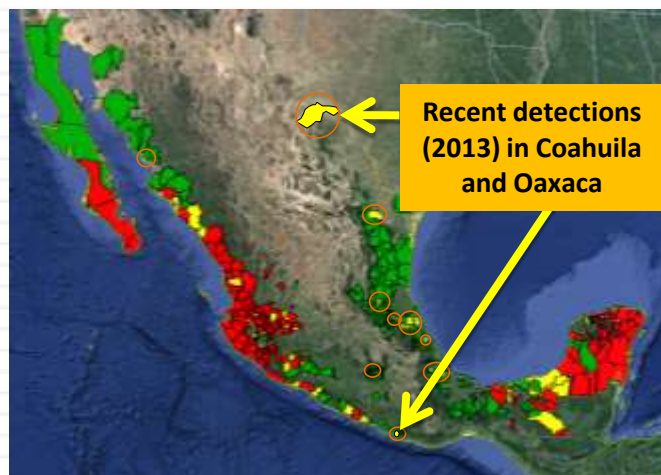 Recent detections
(2013) in Coahuila
and Oaxaca